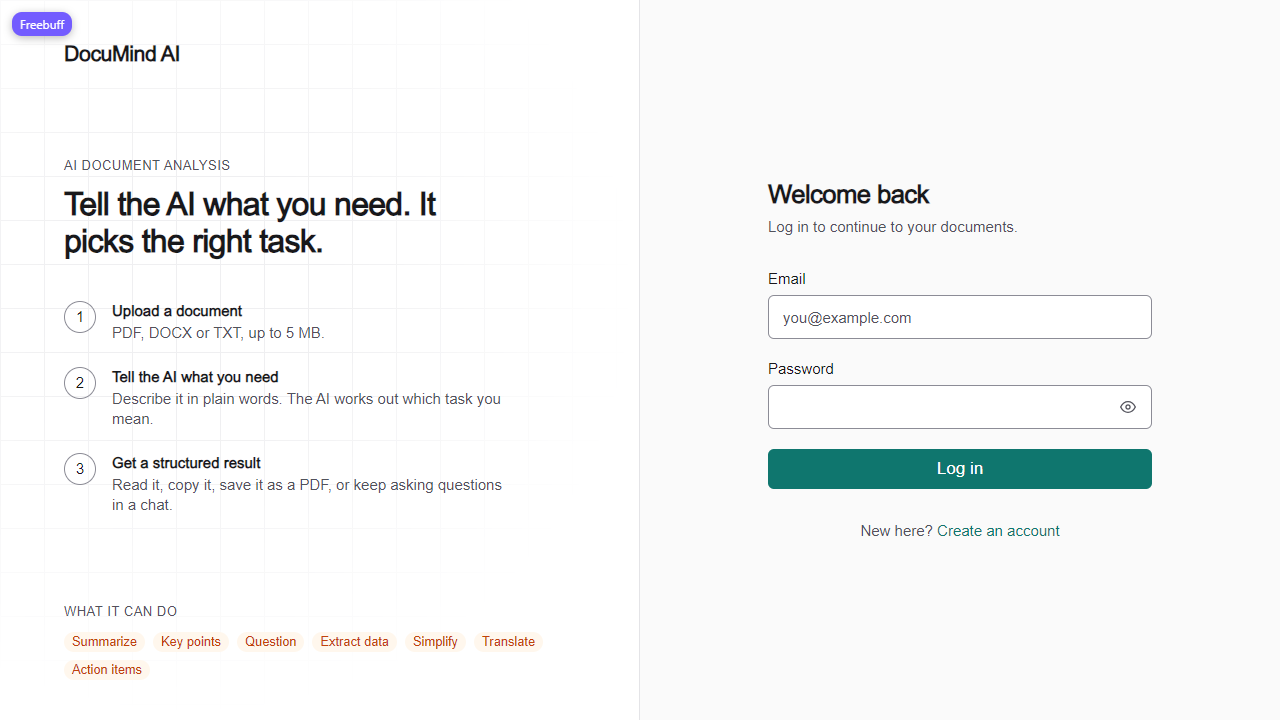 Freebuff
DocuMind AI
AI DOCUMENT ANALYSIS
Tell the AI what you need. It
picks the right task.
1
Upload a document
PDF, DOCX or TXT, up to 5 MB.
2
Tell the AI what you need
Describe it in plain words. The AI works out which task you
mean.
3
Get a structured result
Read it, copy it, save it as a PDF, or keep asking questions
in a chat.
WHAT IT CAN DO
Summarize Key points Question Extract data Simplify Translate
Action items
Welcome back
Log in to continue to your documents.
Email
you@example.com
Password
Log in
New here? Create an account